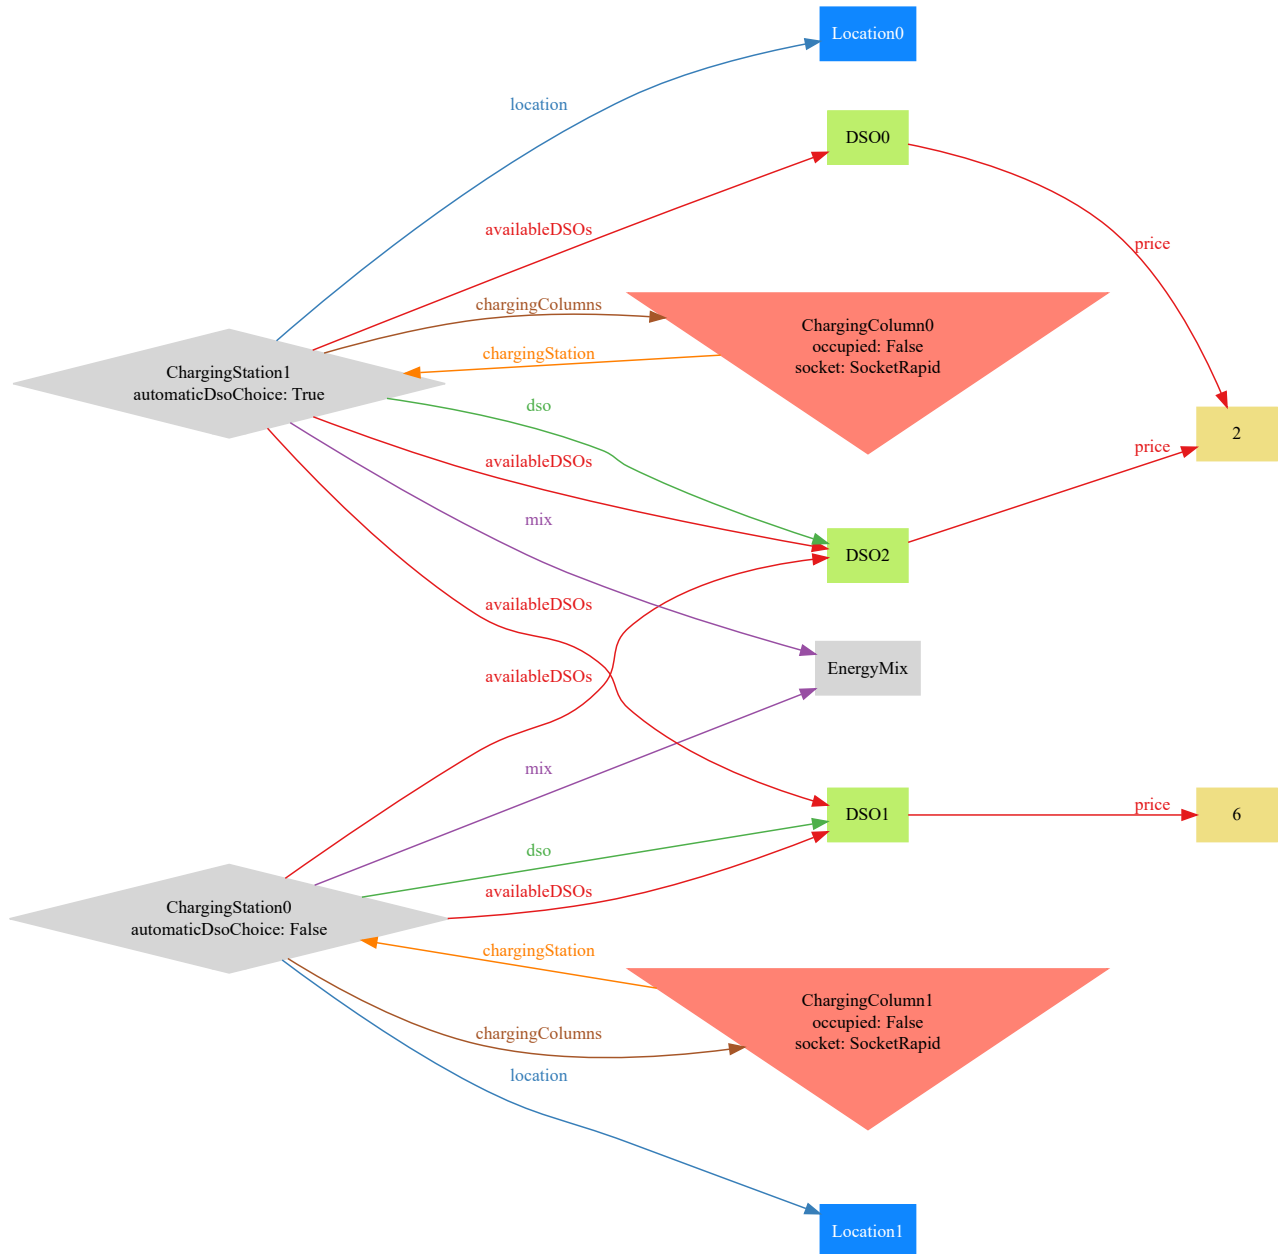 Location0
location
DSO0
availableDSOs
price
chargingColumns
ChargingColumn0
occupied: False
socket: SocketRapid
chargingStation
ChargingStation1
automaticDsoChoice: True
dso
2
price
availableDSOs
mix
DSO2
availableDSOs
EnergyMix
availableDSOs
mix
DSO1
price
6
dso
availableDSOs
ChargingStation0
automaticDsoChoice: False
chargingStation
ChargingColumn1
occupied: False
socket: SocketRapid
chargingColumns
location
Location1